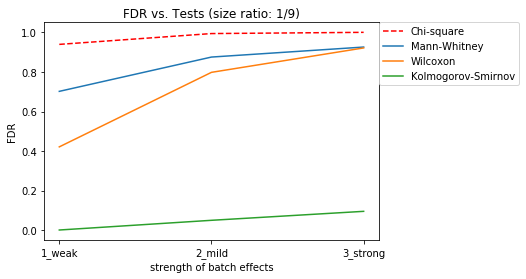 FDR vs. Tests (size ratio: 1/9)
1.0
0.8
0.6
0.4
0.2
0.0
FDR
1_weak
2_mild
3_strong
strength of batch effects
Chi-square
Mann-Whitney
Wilcoxon
Kolmogorov-Smirnov